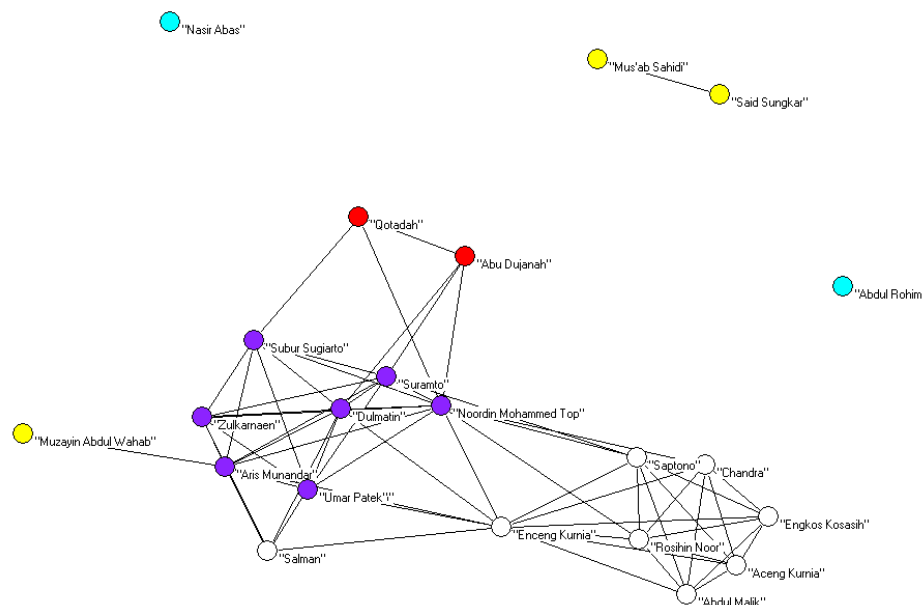 "Nasir Abas"
"Mus'ab Sahidi"
"Said Sungkar"
"Qotadah"
"Abu Dujanah"
"Abdul Rohim
"Subur Sugiarto"
"Suramto"
"Noordin Mohammed Top"
"Dulmatin"
"Zulkarnaen"
"Muzayin Abdul Wahab"
"Aris Munandar"
"Saptono"
"Chandra"
"Umar Patek"
"Engkos Kosasih"
"Enceng Kurnia"
"Rosihin Noor"
"Salman"
"Aceng Kurnia"
"Abdul Malik"